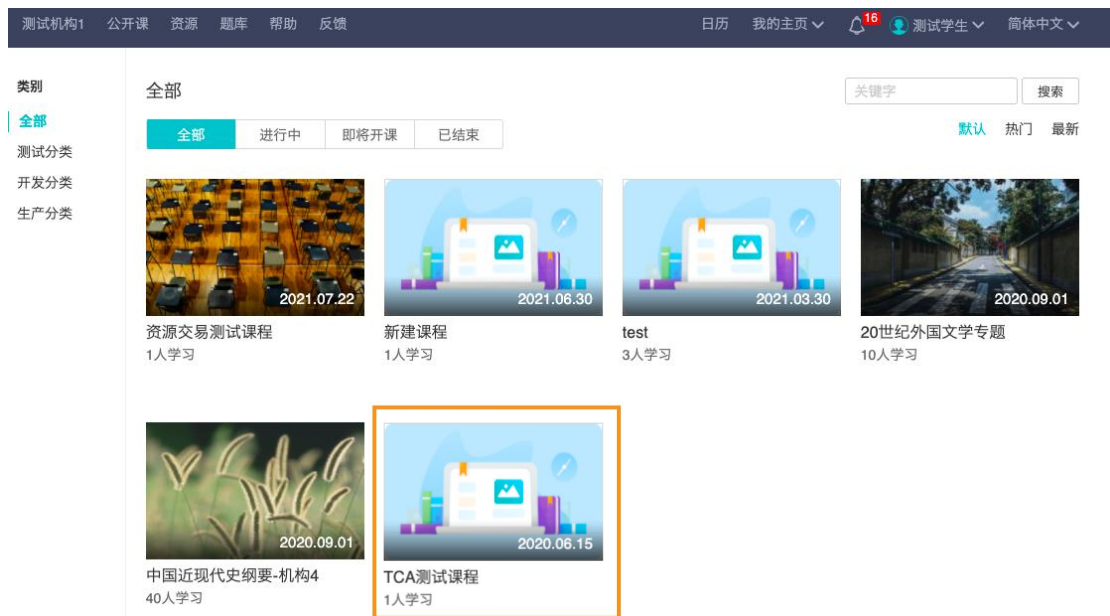 测试机构1 公开课 资源 题库 帮助 反馈 日历 我的主页 16 测试学生 简体中文
类别
全部
测试分类
开发分类
生产分类
全部
关键字 搜索
全部 进行中 即将开课 已结束
默认 热门 最新
2021.07.22 2021.06.30 2021.03.30 2020.09.01
资源交易测试课程 新建课程 test 20世纪外国文学专题
1人学习 1人学习 3人学习 10人学习
2020.09.01 2020.06.15
中国近现代史纲要-机构4 TCA测试课程
40人学习 1人学习